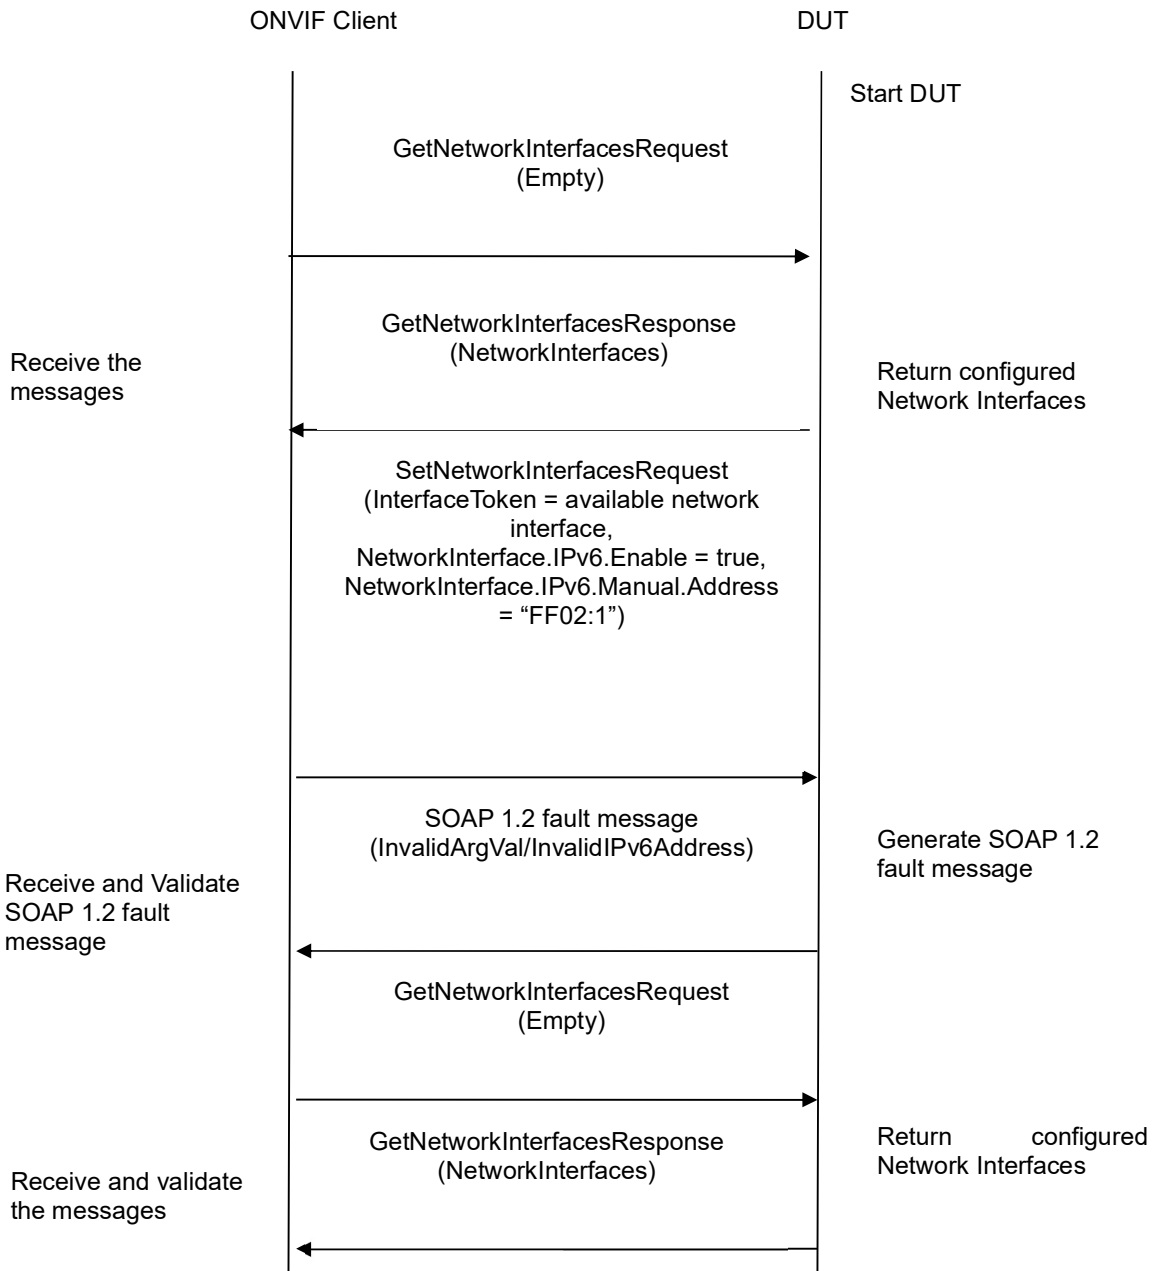 ONVIF Client
DUT
Start DUT
GetNetworkInterfacesRequest
(Empty)
GetNetworkInterfacesResponse
(NetworkInterfaces)
Receive the
messages
Return configured
Network Interfaces
SetNetworkInterfacesRequest
(InterfaceToken = available network
interface,
NetworkInterface.IPv6.Enable = true,
NetworkInterface.IPv6.Manual.Address
= “FF02:1”)
SOAP 1.2 fault message
(InvalidArgVal/InvalidIPv6Address)
Generate SOAP 1.2
fault message
Receive and Validate
SOAP 1.2 fault
message
GetNetworkInterfacesRequest
(Empty)
GetNetworkInterfacesResponse
(NetworkInterfaces)
Return configured
Network Interfaces
Receive and validate
the messages